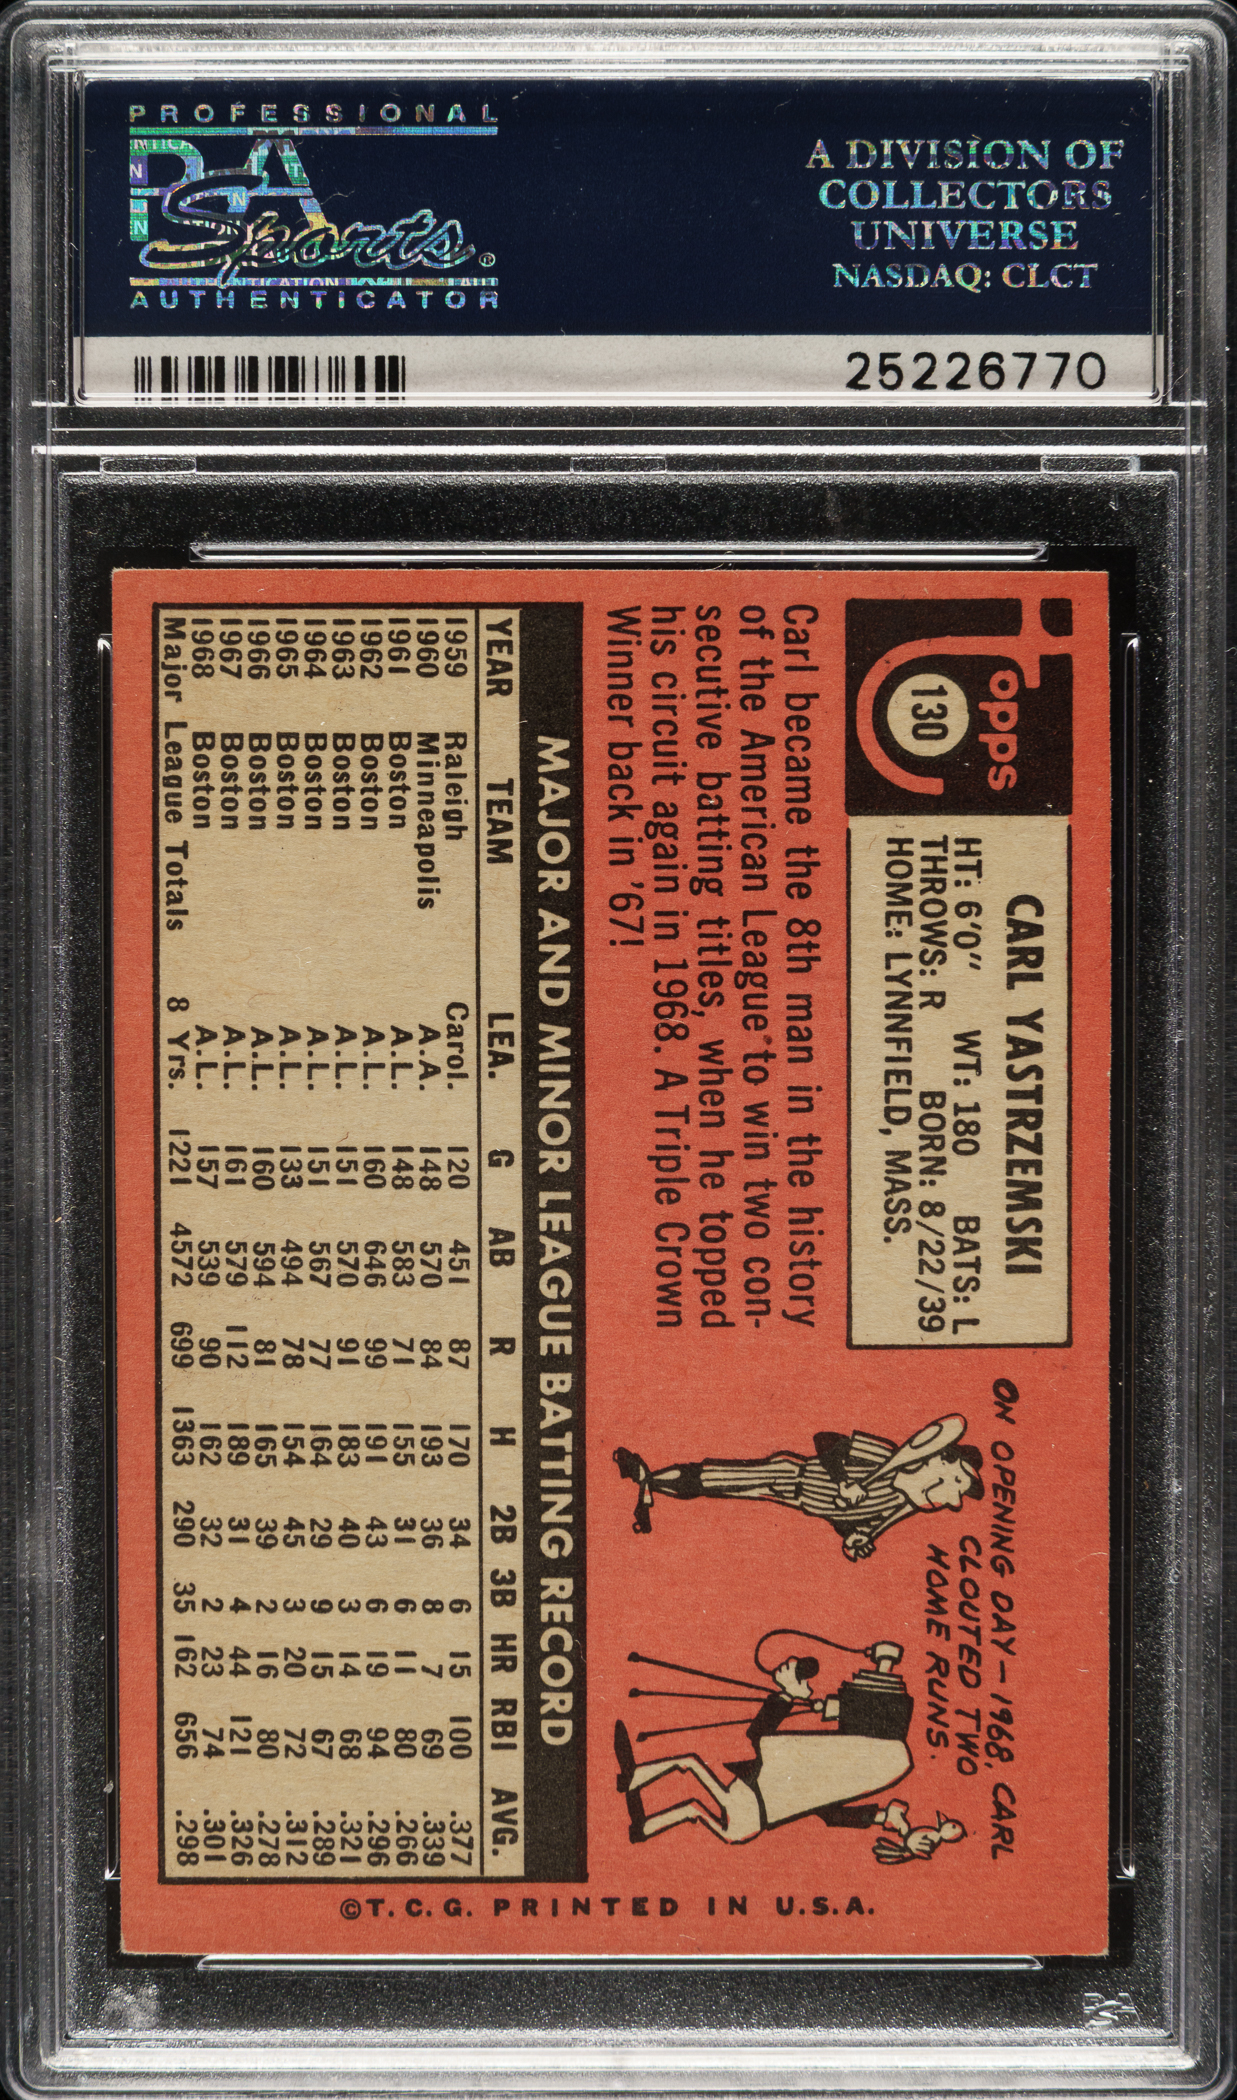 PROFESSIONAL
PSA
Sports®
AUTHENTICATOR
A DIVISION OF
COLLECTORS
UNIVERSE
NASDAQ: CLCT
25226770
Topps
130
CARL YASTRZEMSKI
HT: 6'0" WT: 180 BATS: L
THROWS: R BORN: 8/22/39
HOME: LYNNFIELD, MASS.
ON OPENING DAY—1968, CARL
CLOUTED TWO
HOME RUNS.
Carl became the 8th man in the history
of the American League to win two con-
secutive batting titles, when he topped
his circuit again in 1968. A Triple Crown
Winner back in '67!
MAJOR AND MINOR LEAGUE BATTING RECORD
YEAR TEAM LEA. G AB R H 2B 3B HR RBI AVG.
1959 Raleigh Carol. 120 451 87 170 34 6 15 100 .377
1960 Minneapolis A.A. 148 570 84 193 36 8 7 69 .339
1961 Boston A.L. 148 583 71 155 31 6 11 80 .266
1962 Boston A.L. 160 646 99 191 43 6 19 94 .296
1963 Boston A.L. 151 570 91 183 40 3 14 68 .321
1964 Boston A.L. 151 567 77 164 29 9 15 67 .289
1965 Boston A.L. 133 494 78 154 45 3 20 72 .312
1966 Boston A.L. 160 594 81 165 39 2 16 80 .278
1967 Boston A.L. 161 579 112 189 31 4 44 121 .326
1968 Boston A.L. 157 539 90 162 32 2 23 74 .301
Major League Totals 8 Yrs. 1221 4572 699 1363 290 35 162 656 .298
©T.C.G. PRINTED IN U.S.A.